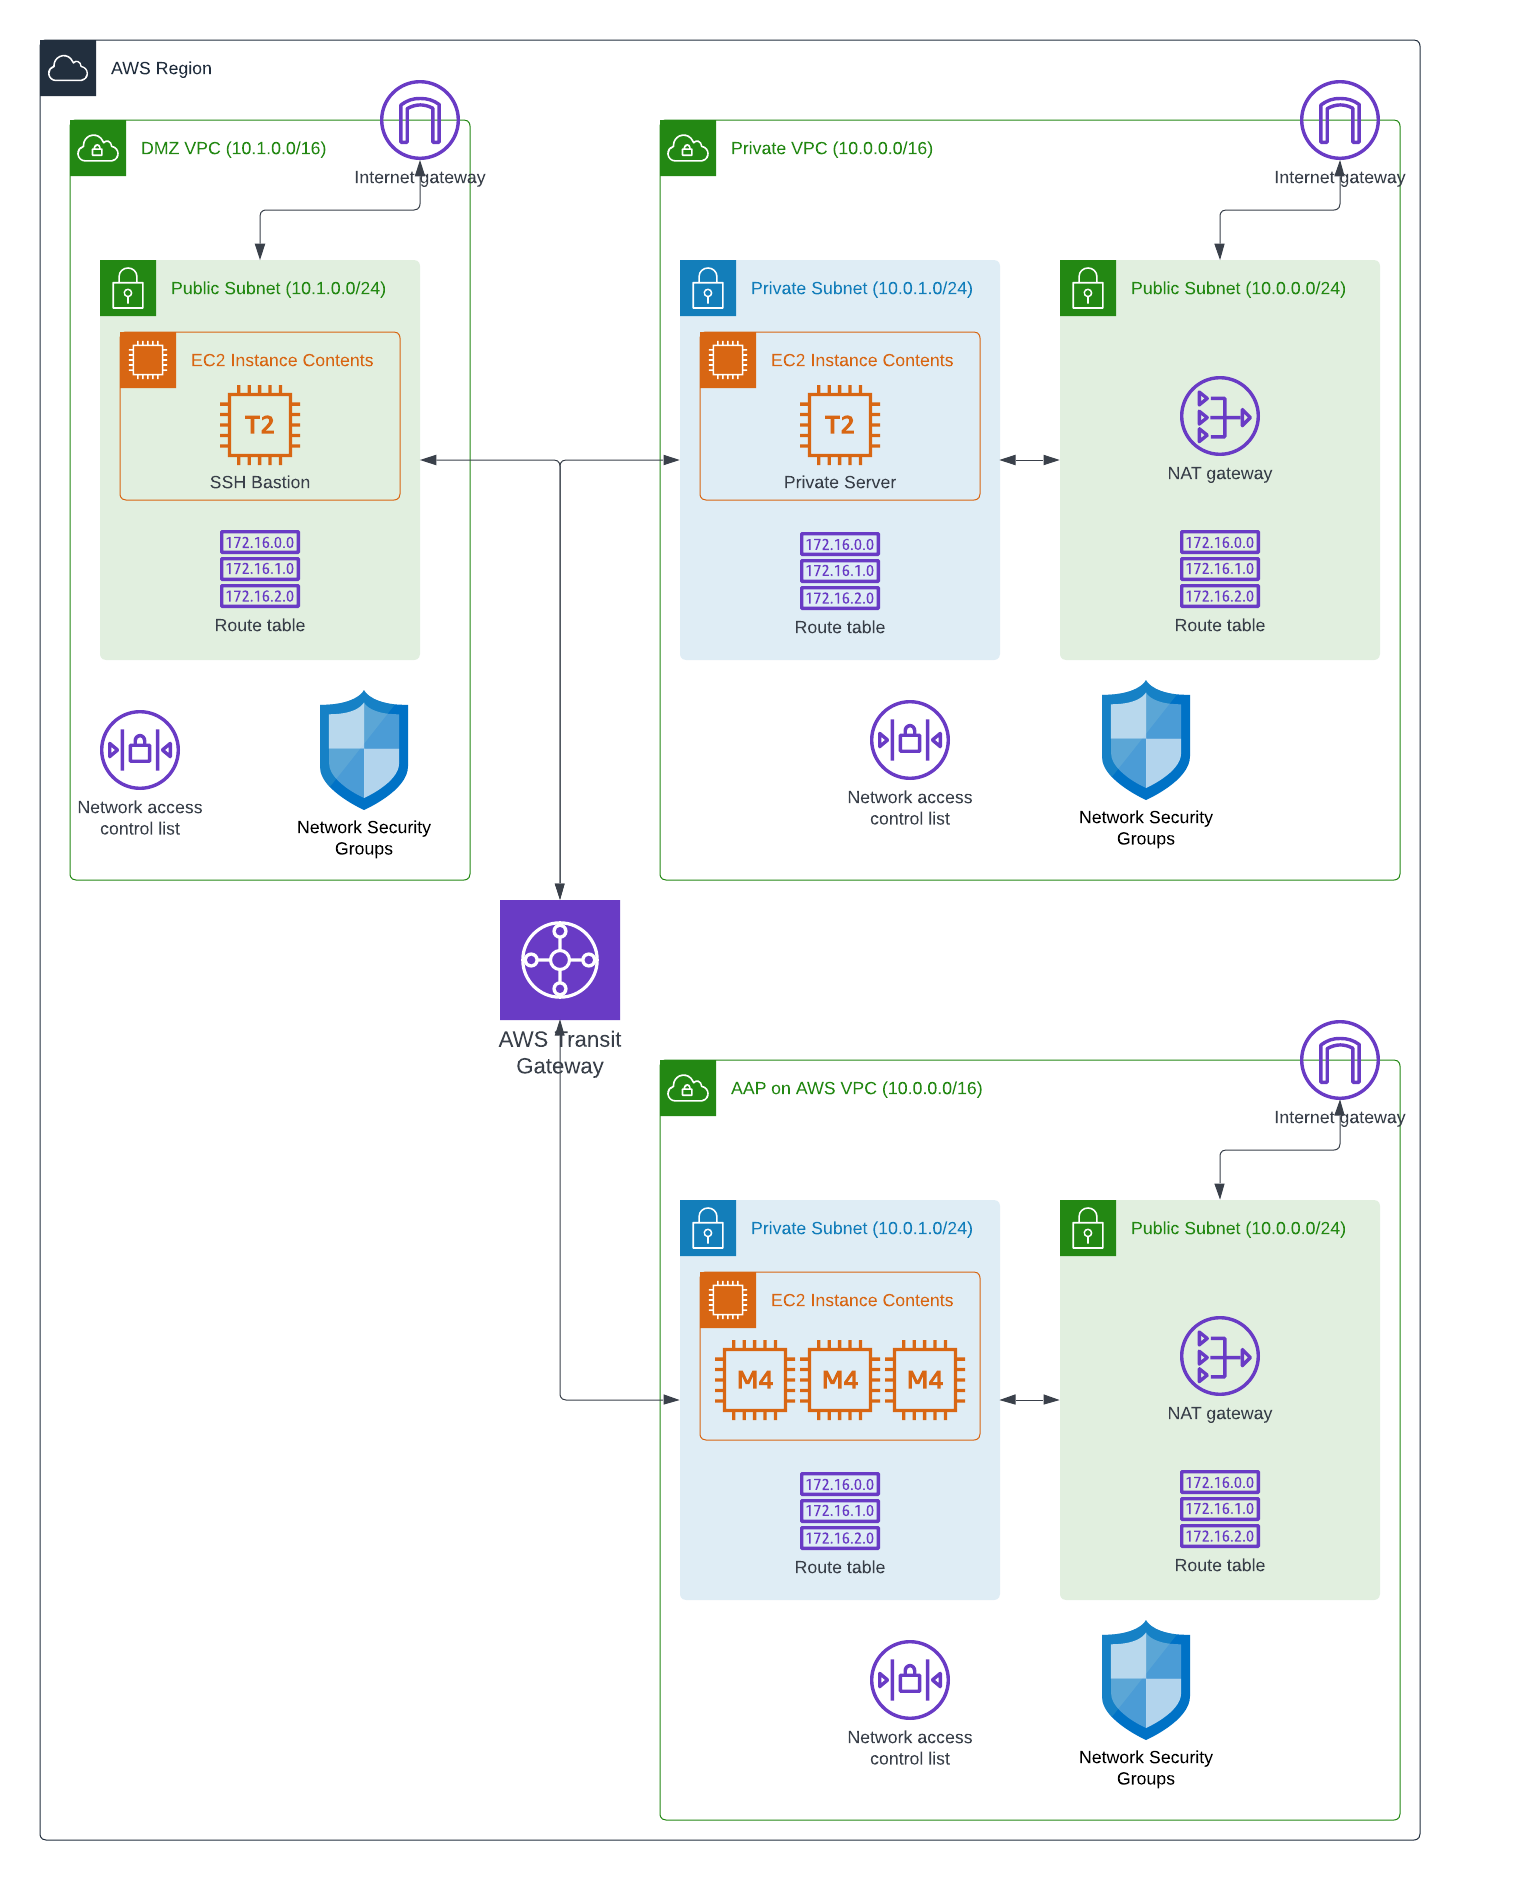 AWS Region
DMZ VPC (10.1.0.0/16)
Internet gateway
Public Subnet (10.1.0.0/24)
EC2 Instance Contents
T2
SSH Bastion
172.16.0.0
172.16.1.0
172.16.2.0
Route table
Network access
control list
Network Security
Groups
Private VPC (10.0.0.0/16)
Internet gateway
Private Subnet (10.0.1.0/24)
EC2 Instance Contents
T2
Private Server
172.16.0.0
172.16.1.0
172.16.2.0
Route table
Public Subnet (10.0.0.0/24)
NAT gateway
172.16.0.0
172.16.1.0
172.16.2.0
Route table
Network access
control list
Network Security
Groups
AWS Transit
Gateway
AAP on AWS VPC (10.0.0.0/16)
Internet gateway
Private Subnet (10.0.1.0/24)
EC2 Instance Contents
M4 M4 M4
172.16.0.0
172.16.1.0
172.16.2.0
Route table
Public Subnet (10.0.0.0/24)
NAT gateway
172.16.0.0
172.16.1.0
172.16.2.0
Route table
Network access
control list
Network Security
Groups